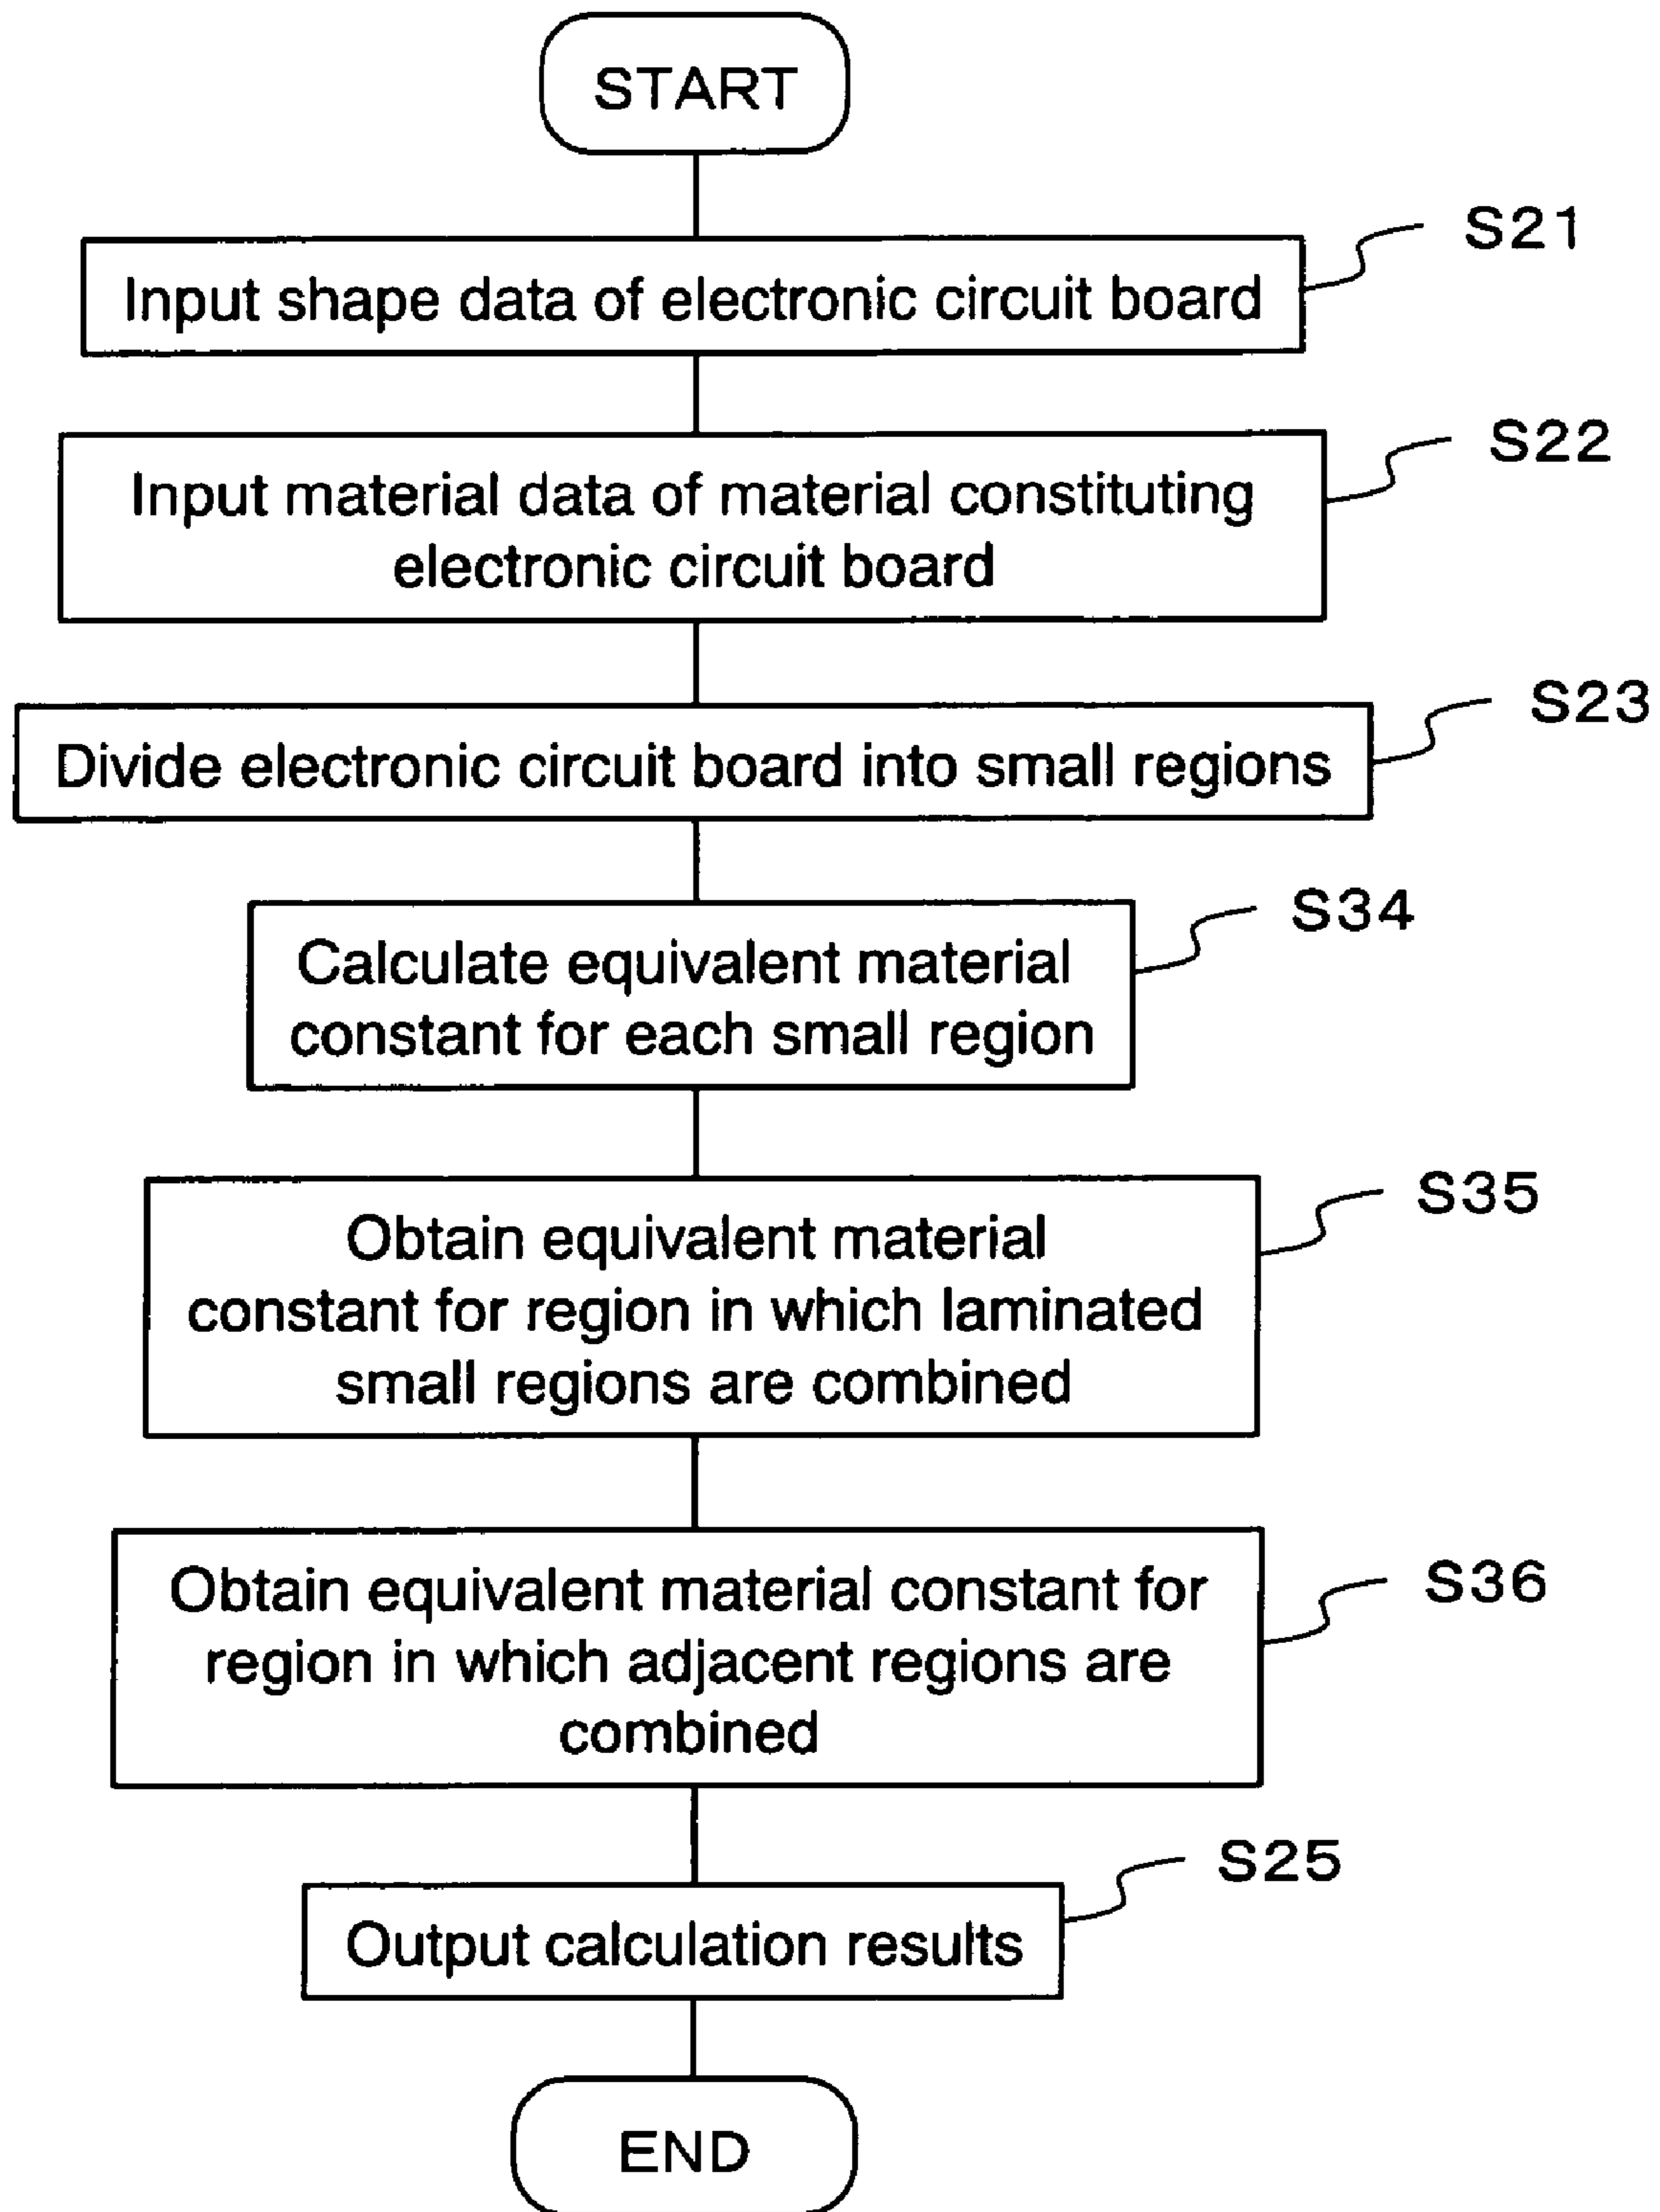 START
S21
Input shape data of electronic circuit board
S22
Input material data of material constituting
electronic circuit board
S23
Divide electronic circuit board into small regions
S34
Calculate equivalent material
constant for each small region
S35
Obtain equivalent material
constant for region in which laminated
small regions are combined
S36
Obtain equivalent material constant for
region in which adjacent regions are
combined
S25
Output calculation results
END